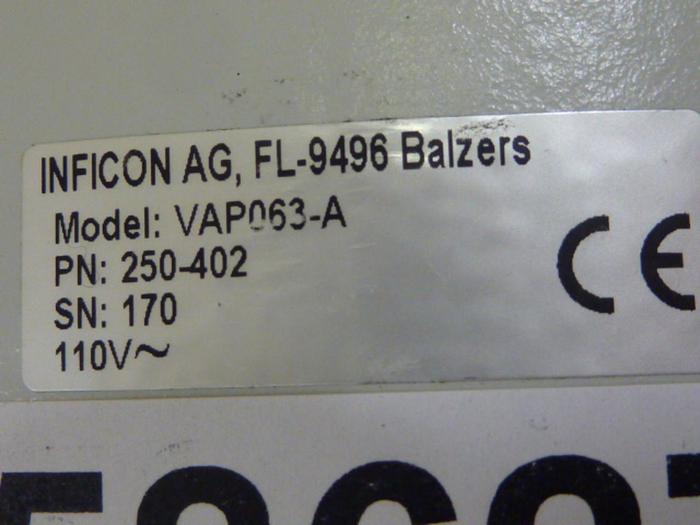 INFICON AG, FL-9496 Balzers
Model: VAP063-A
PN: 250-402
SN: 170
110V~
CE